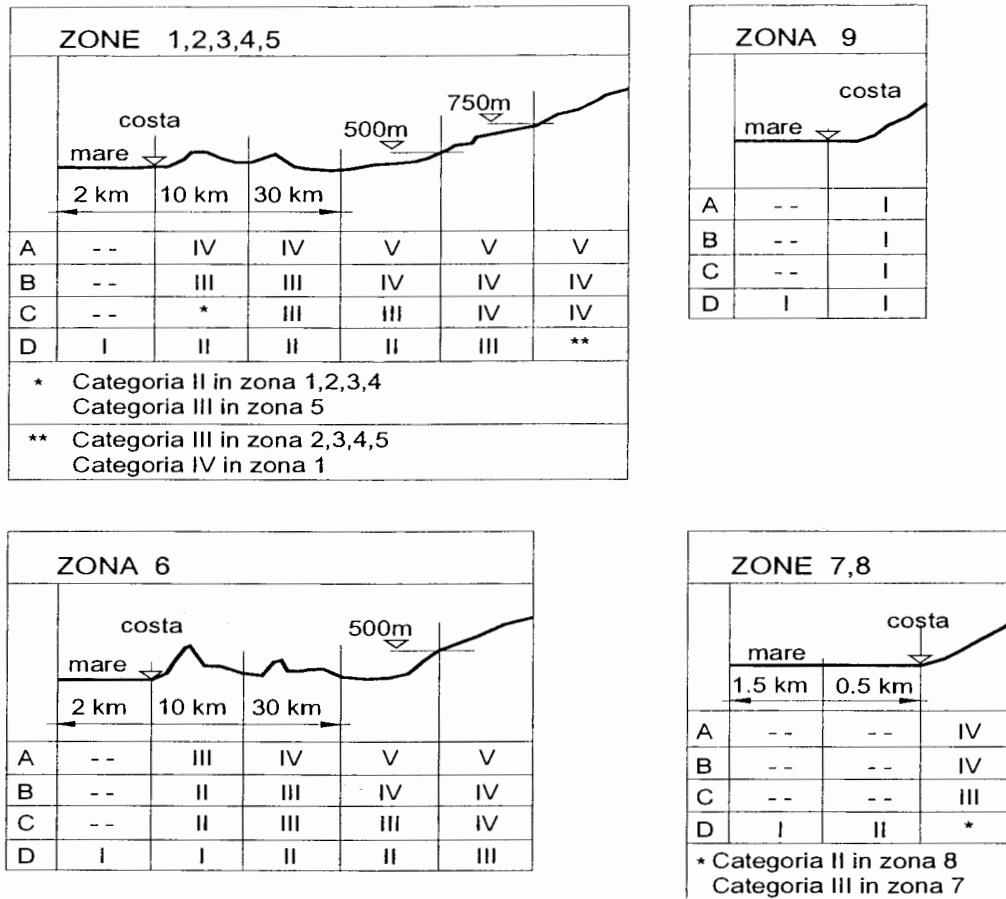 ZONE 1,2,3,4,5
750m
500m
costa
mare
2 km 10 km 30 km
A -- IV IV V V V
B -- III III IV IV IV
C -- * III III IV IV
D I II II II III **
* Categoria II in zona 1,2,3,4
Categoria III in zona 5
** Categoria III in zona 2,3,4,5
Categoria IV in zona 1
ZONA 9
costa
mare
A -- I
B -- I
C -- I
D I I
ZONA 6
costa
500m
mare
2 km 10 km 30 km
A -- III IV V V
B -- II III IV IV
C -- II III III IV
D I I II II III
ZONE 7,8
costa
mare
1.5 km 0.5 km
A -- -- IV
B -- -- IV
C -- -- III
D I II *
* Categoria II in zona 8
Categoria III in zona 7